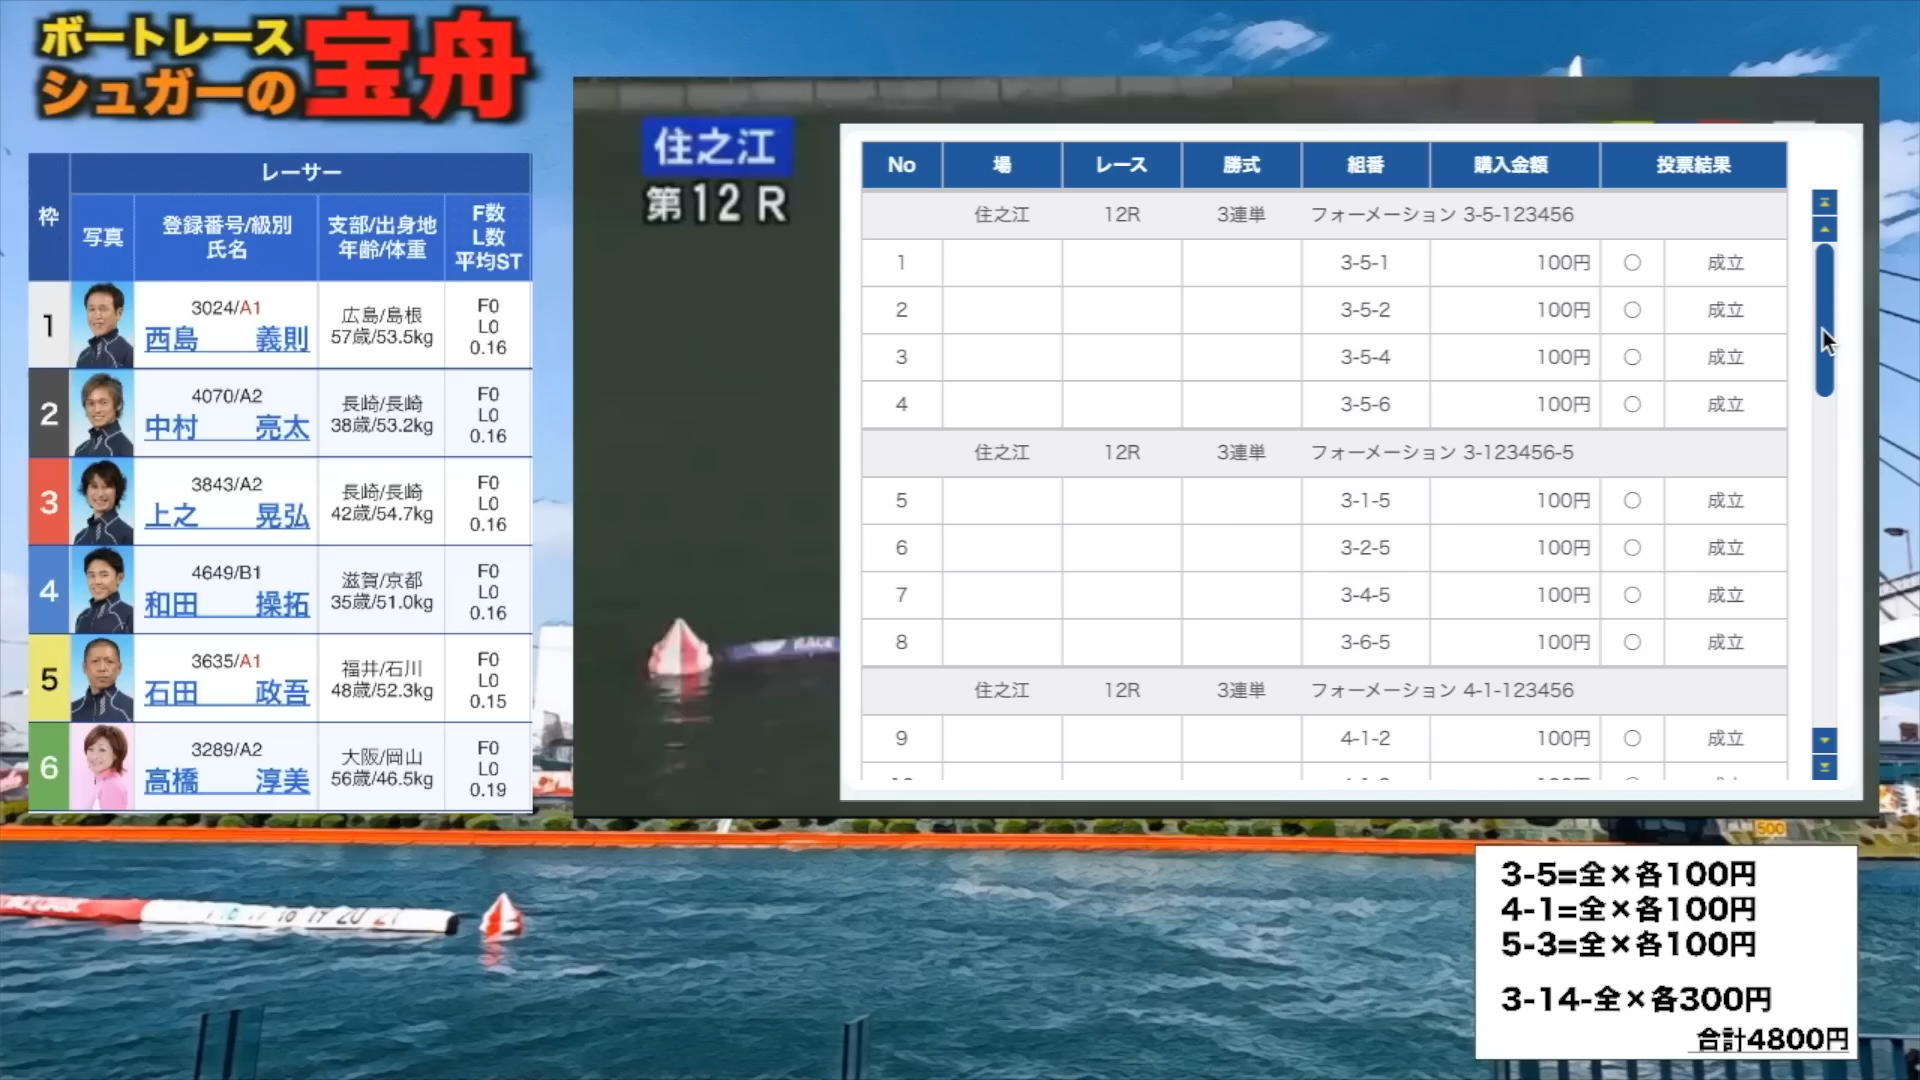 ボートレース
シュガーの宝舟
枠
レーサー
写真
登録番号/級別
氏名
支部/出身地
年齢/体重
F数
L数
平均ST
1
3024/A1
西島 義則
広島/島根
57歳/53.5kg
F0
L0
0.16
2
4070/A2
中村 亮太
長崎/長崎
38歳/53.2kg
F0
L0
0.16
3
3843/A2
上之 晃弘
長崎/長崎
42歳/54.7kg
F0
L0
0.16
4
4649/B1
和田 操拓
滋賀/京都
35歳/51.0kg
F0
L0
0.16
5
3635/A1
石田 政吾
福井/石川
48歳/52.3kg
F0
L0
0.15
6
3289/A2
高橋 淳美
大阪/岡山
56歳/46.5kg
F0
L0
0.19
住之江
第12R
No 場 レース 勝式 組番 購入金額 投票結果
住之江 12R 3連単 フォーメーション 3-5-123456
1 3-5-1 100円 ○ 成立
2 3-5-2 100円 ○ 成立
3 3-5-4 100円 ○ 成立
4 3-5-6 100円 ○ 成立
住之江 12R 3連単 フォーメーション 3-123456-5
5 3-1-5 100円 ○ 成立
6 3-2-5 100円 ○ 成立
7 3-4-5 100円 ○ 成立
8 3-6-5 100円 ○ 成立
住之江 12R 3連単 フォーメーション 4-1-123456
9 4-1-2 100円 ○ 成立
RACE
500
3-5=全×各100円
4-1=全×各100円
5-3=全×各100円
3-14-全×各300円
合計4800円